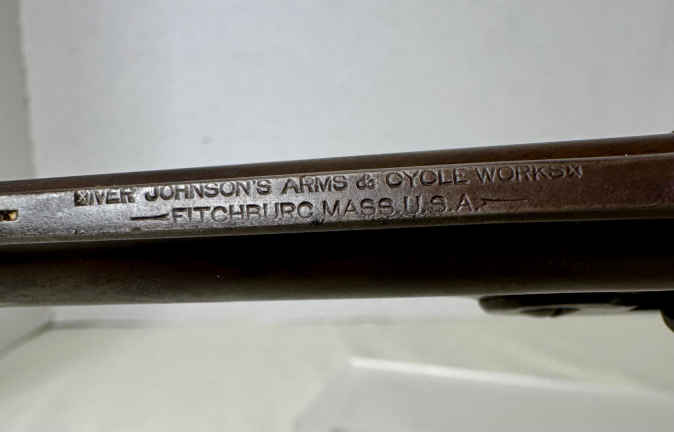 IVER JOHNSON'S ARMS & CYCLE WORKS
FITCHBURG, MASS. U.S.A.